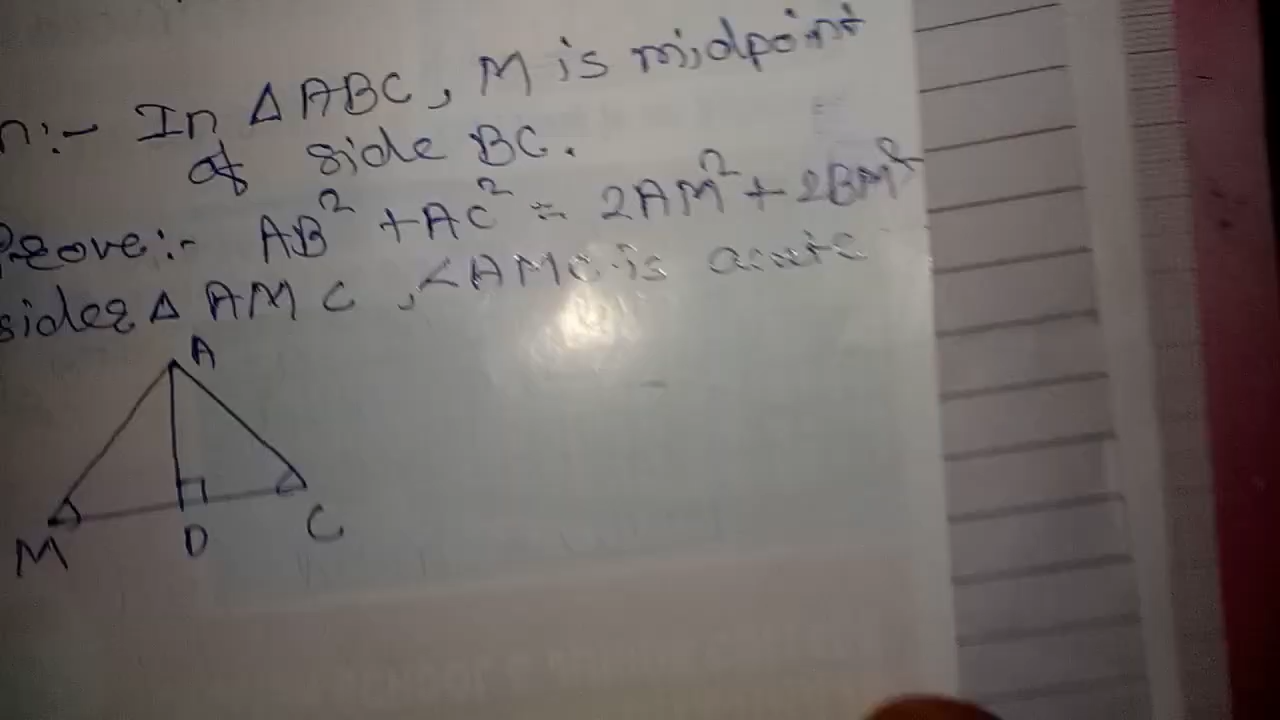 n:- In △ABC, M is midpoint
of side BC.
Prove:- AB² + AC² = 2AM² + 2BM²
sider △ AMC, <AMC is acute
A
M D C